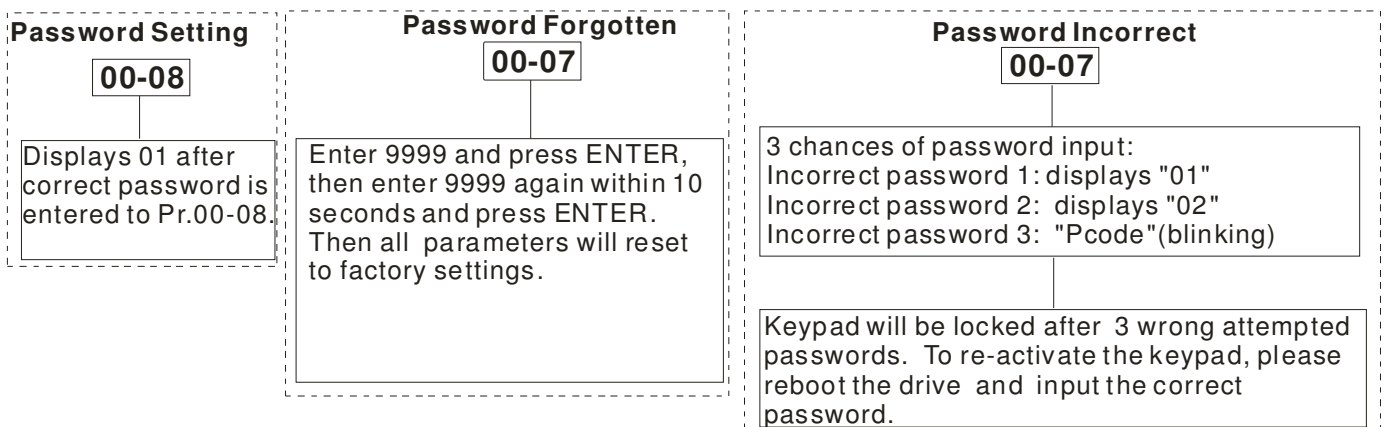 Password Setting
00-08
Displays 01 after
correct password is
entered to Pr.00-08.
Password Forgotten
00-07
Enter 9999 and press ENTER,
then enter 9999 again within 10
seconds and press ENTER.
Then all parameters will reset
to factory settings.
Password Incorrect
00-07
3 chances of password input:
Incorrect password 1: displays "01"
Incorrect password 2: displays "02"
Incorrect password 3: "Pcode"(blinking)
Keypad will be locked after 3 wrong attempted
passwords. To re-activate the keypad, please
reboot the drive and input the correct
password.